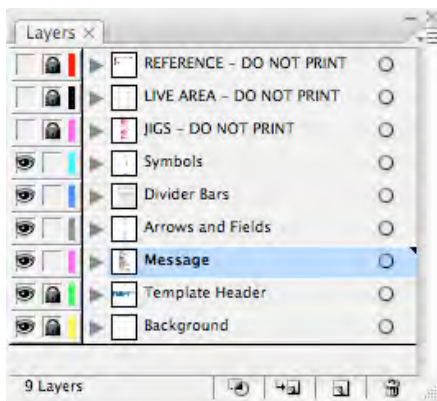 Layers ×
REFERENCE – DO NOT PRINT
LIVE AREA – DO NOT PRINT
JIGS – DO NOT PRINT
Symbols
Divider Bars
Arrows and Fields
Message
Template Header
Background
9 Layers